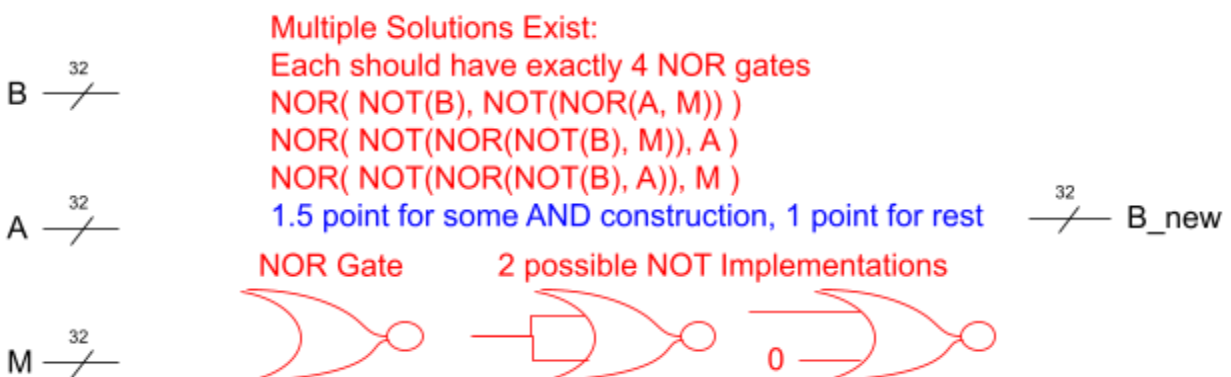 Multiple Solutions Exist:
Each should have exactly 4 NOR gates
32
B
NOR( NOT(B), NOT(NOR(A, M)) )
NOR( NOT(NOR(NOT(B), M)), A )
NOR( NOT(NOR(NOT(B), A)), M )
32
A
1.5 point for some AND construction, 1 point for rest
32
B_new
NOR Gate
2 possible NOT Implementations
32
M
0